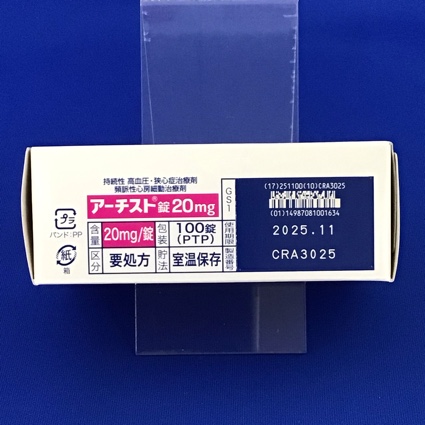 持続性 高血圧・狭心症治療剤
頻脈性心房細動治療剤
アーチスト®錠20mg
含量 20mg/錠 包装 100錠(PTP)
区分 要処方 貯法 室温保存
プラ
バンド:PP
紙
箱
GS1
使用期限
製造番号
(17)251100(10)CRA3025
(01)14987081001634
2025.11
CRA3025